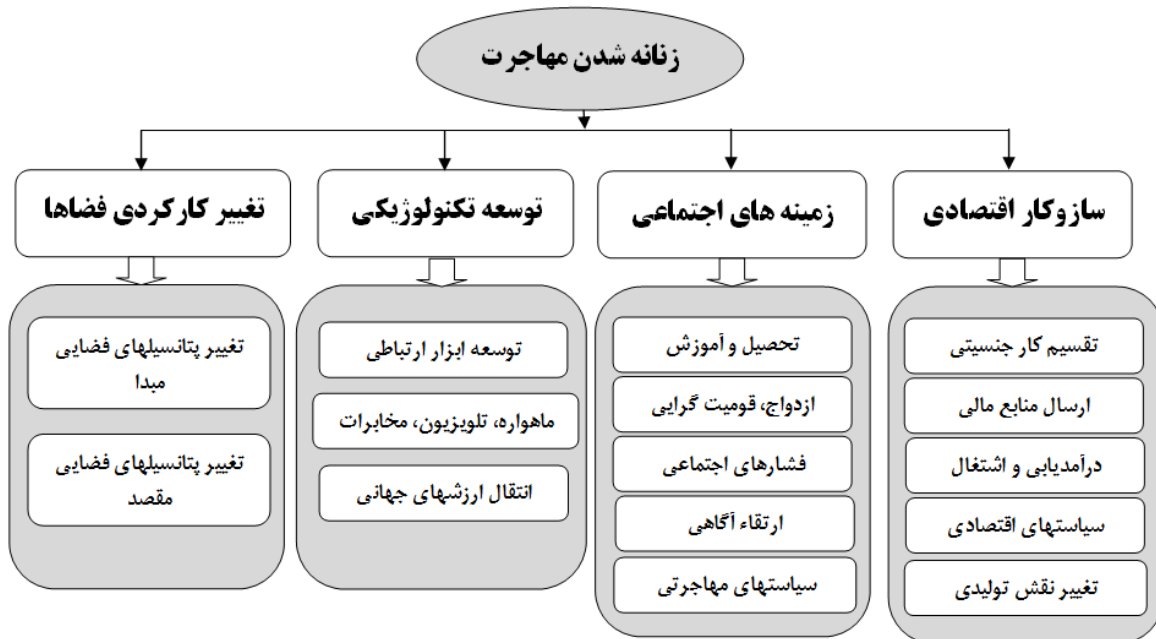 زنانه شدن مهاجرت
سازوکار اقتصادی
زمینه های اجتماعی
توسعه تکنولوژیکی
تغییر کارکردی فضاها
تقسیم کار جنسیتی
ارسال منابع مالی
درآمدیابی و اشتغال
سیاستهای اقتصادی
تغییر نقش تولیدی
تحصیل و آموزش
ازدواج، قومیت گرایی
فشارهای اجتماعی
ارتقاء آگاهی
سیاستهای مهاجرتی
توسعه ابزار ارتباطی
ماهواره، تلویزیون، مخابرات
انتقال ارزشهای جهانی
تغییر پتانسیلهای فضایی
مبدا
تغییر پتانسیلهای فضایی
مقصد